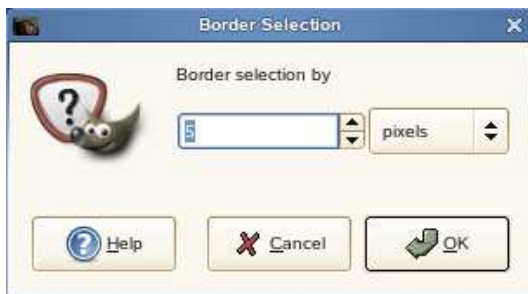 Border Selection
Border selection by
5 pixels
Help Cancel OK